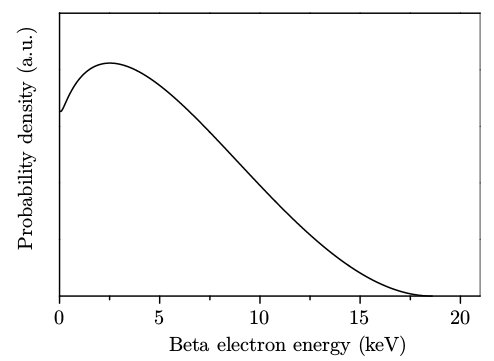 Probability density (a.u.)
0 5 10 15 20
Beta electron energy (keV)